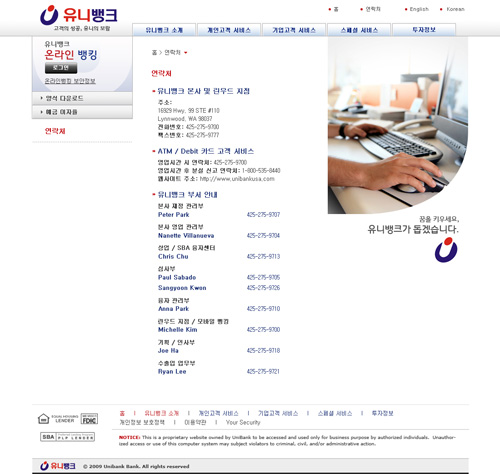 홈
연락처
English
Korean
유니뱅크
고객의 성공, 유니의 보람
유니뱅크 소개
개인고객 서비스
기업고객 서비스
스페셜 서비스
투자정보
유니뱅크
온라인 뱅킹
로그인
온라인뱅킹 보안정보
양식 다운로드
예금 이자율
연락처
홈 > 연락처
연락처
유니뱅크 본사 및 린우드 지점
주소:
16929 Hwy. 99 STE #110
Lynnwood, WA 98037
전화번호: 425-275-9700
팩스번호: 425-275-9777
ATM / Debit 카드 고객 서비스
영업시간 시 연락처: 425-275-9700
영업시간 후 분실 신고 연락처: 1-800-535-8440
웹사이트 주소: http://www.unibankusa.com
유니뱅크 부서 안내
본사 재정 관리부
Peter Park 425-275-9707
본사 영업 관리부
Nanette Villanueva 425-275-9704
상업 / SBA 융자센터
Chris Chu 425-275-9713
심사부
Paul Sabado 425-275-9705
Sangyoon Kwon 425-275-9726
융자 관리부
Anna Park 425-275-9710
린우드 지점 / 모바일 뱅킹
Michelle Kim 425-275-9700
기획 / 인사부
Joe Ha 425-275-9718
수출입 업무부
Ryan Lee 425-275-9721
꿈을 키우세요,
유니뱅크가 돕겠습니다.
EQUAL HOUSING LENDER
FDIC
SBA PLP LENDER
홈 | 유니뱅크 소개 | 개인고객 서비스 | 기업고객 서비스 | 스페셜 서비스 | 투자정보
개인정보 보호정책 | 이용약관 | Your Security
NOTICE: This is a proprietary website owned by UniBank to be accessed and used only for business purpose by authorized individuals. Unauthor-
ized access or use of this computer system may subject violators to criminal, civil, and/or administrative action.
유니뱅크 © 2009 Unibank Bank. All rights reserved